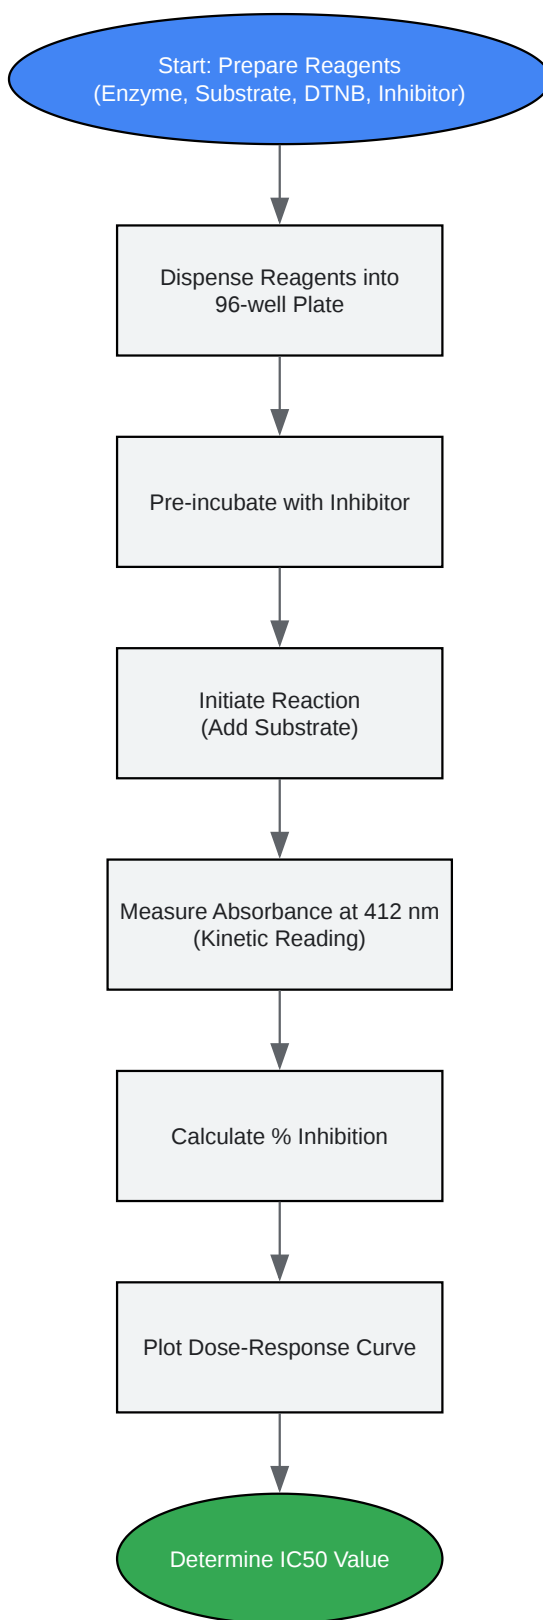 Start: Prepare Reagents
(Enzyme, Substrate, DTNB, Inhibitor)
Dispense Reagents into
96-well Plate
Pre-incubate with Inhibitor
Initiate Reaction
(Add Substrate)
Measure Absorbance at 412 nm
(Kinetic Reading)
Calculate % Inhibition
Plot Dose-Response Curve
Determine IC50 Value